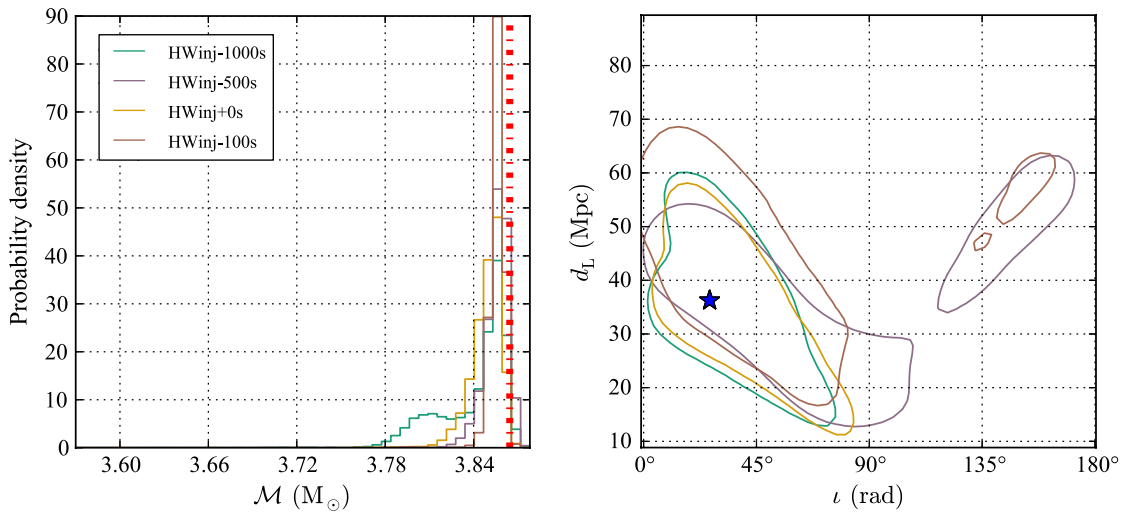 90
80
70
60
50
40
30
20
10
0
Probability density
HWinj-1000s
HWinj-500s
HWinj+0s
HWinj-100s
3.60 3.66 3.72 3.78 3.84
ℳ (M⊙)
80
70
60
50
40
30
20
10
d_L (Mpc)
0° 45° 90° 135° 180°
ι (rad)